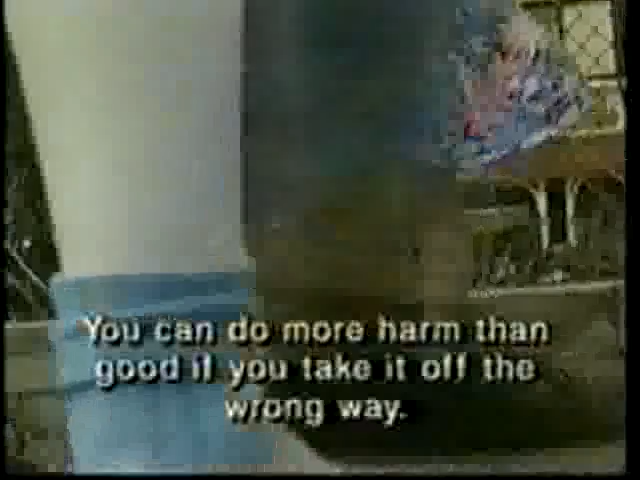 You can do more harm than
good if you take it off the
wrong way.